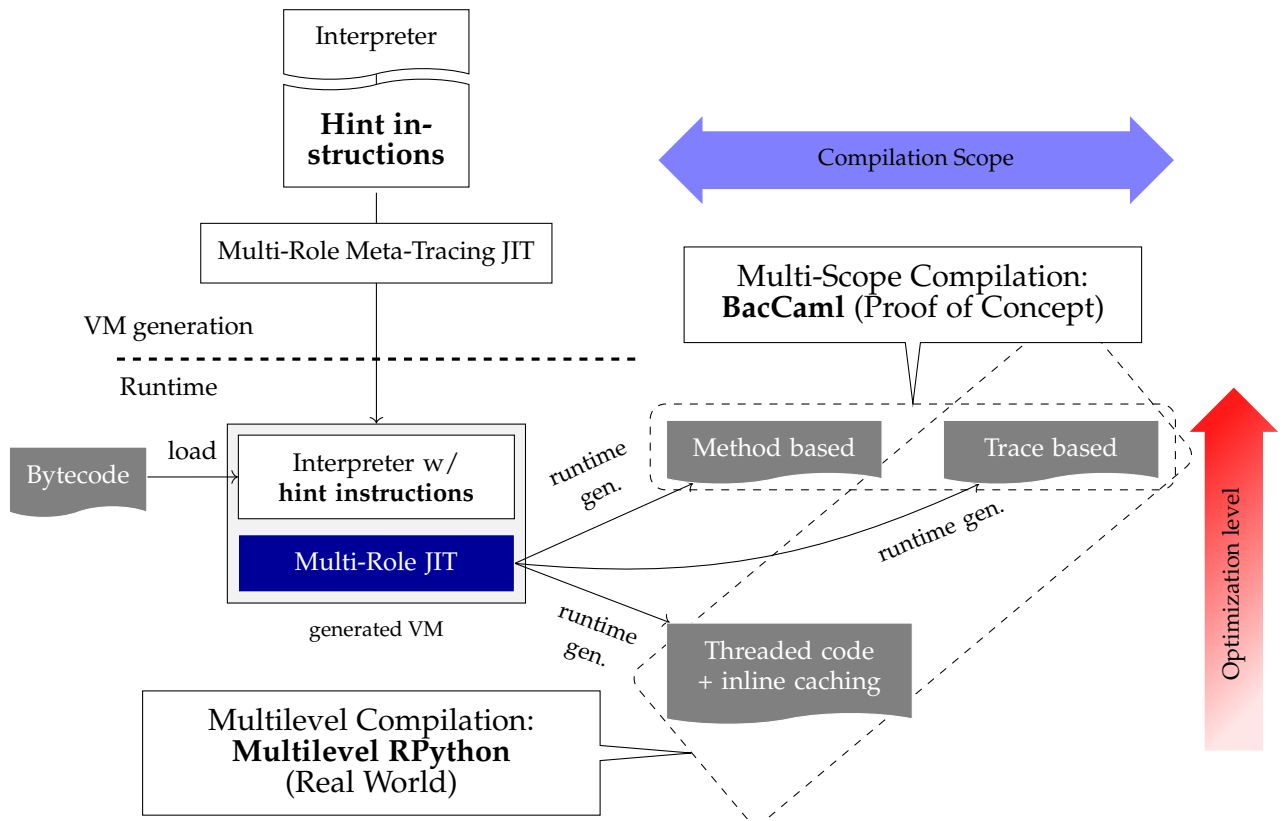 Interpreter
Hint in-
structions
Compilation Scope
Multi-Role Meta-Tracing JIT
Multi-Scope Compilation:
BacCaml (Proof of Concept)
VM generation
Runtime
Bytecode
load
Interpreter w/
hint instructions
Multi-Role JIT
generated VM
runtime
gen.
Method based
Trace based
runtime gen.
runtime
gen.
Threaded code
+ inline caching
Optimization level
Multilevel Compilation:
Multilevel RPython
(Real World)